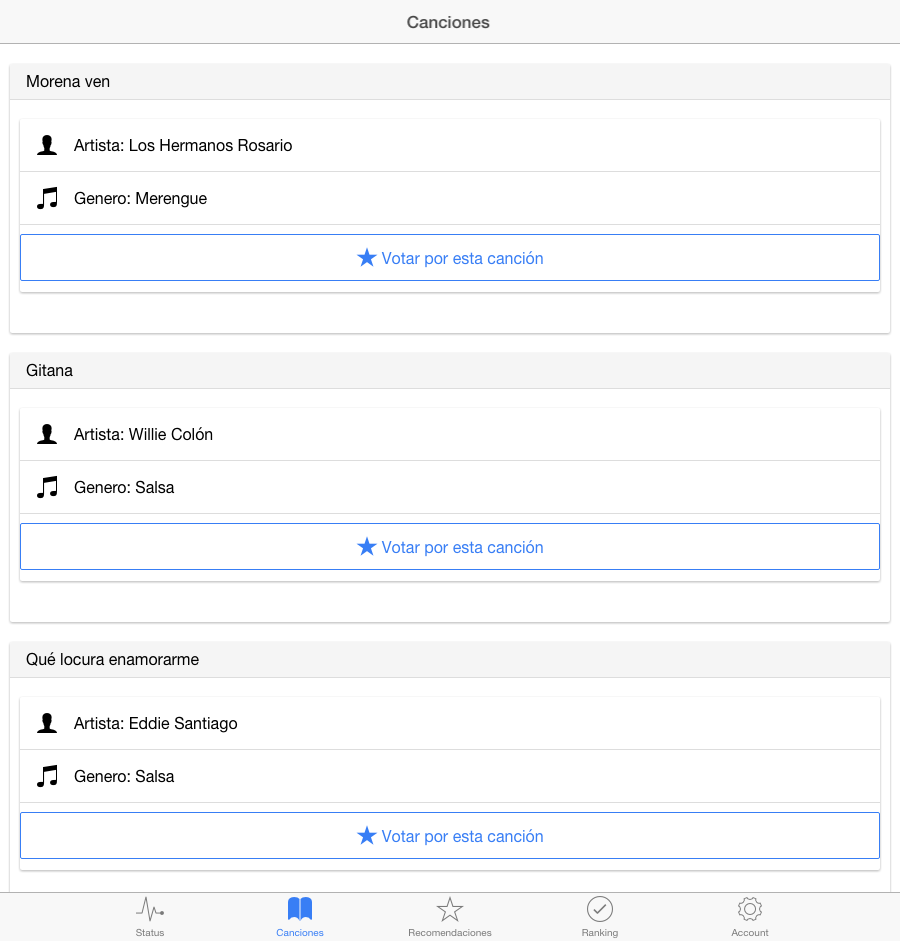 Canciones
Morena ven
Artista: Los Hermanos Rosario
Genero: Merengue
Votar por esta canción
Gitana
Artista: Willie Colón
Genero: Salsa
Votar por esta canción
Qué locura enamorarme
Artista: Eddie Santiago
Genero: Salsa
Votar por esta canción
Status
Canciones
Recomendaciones
Ranking
Account